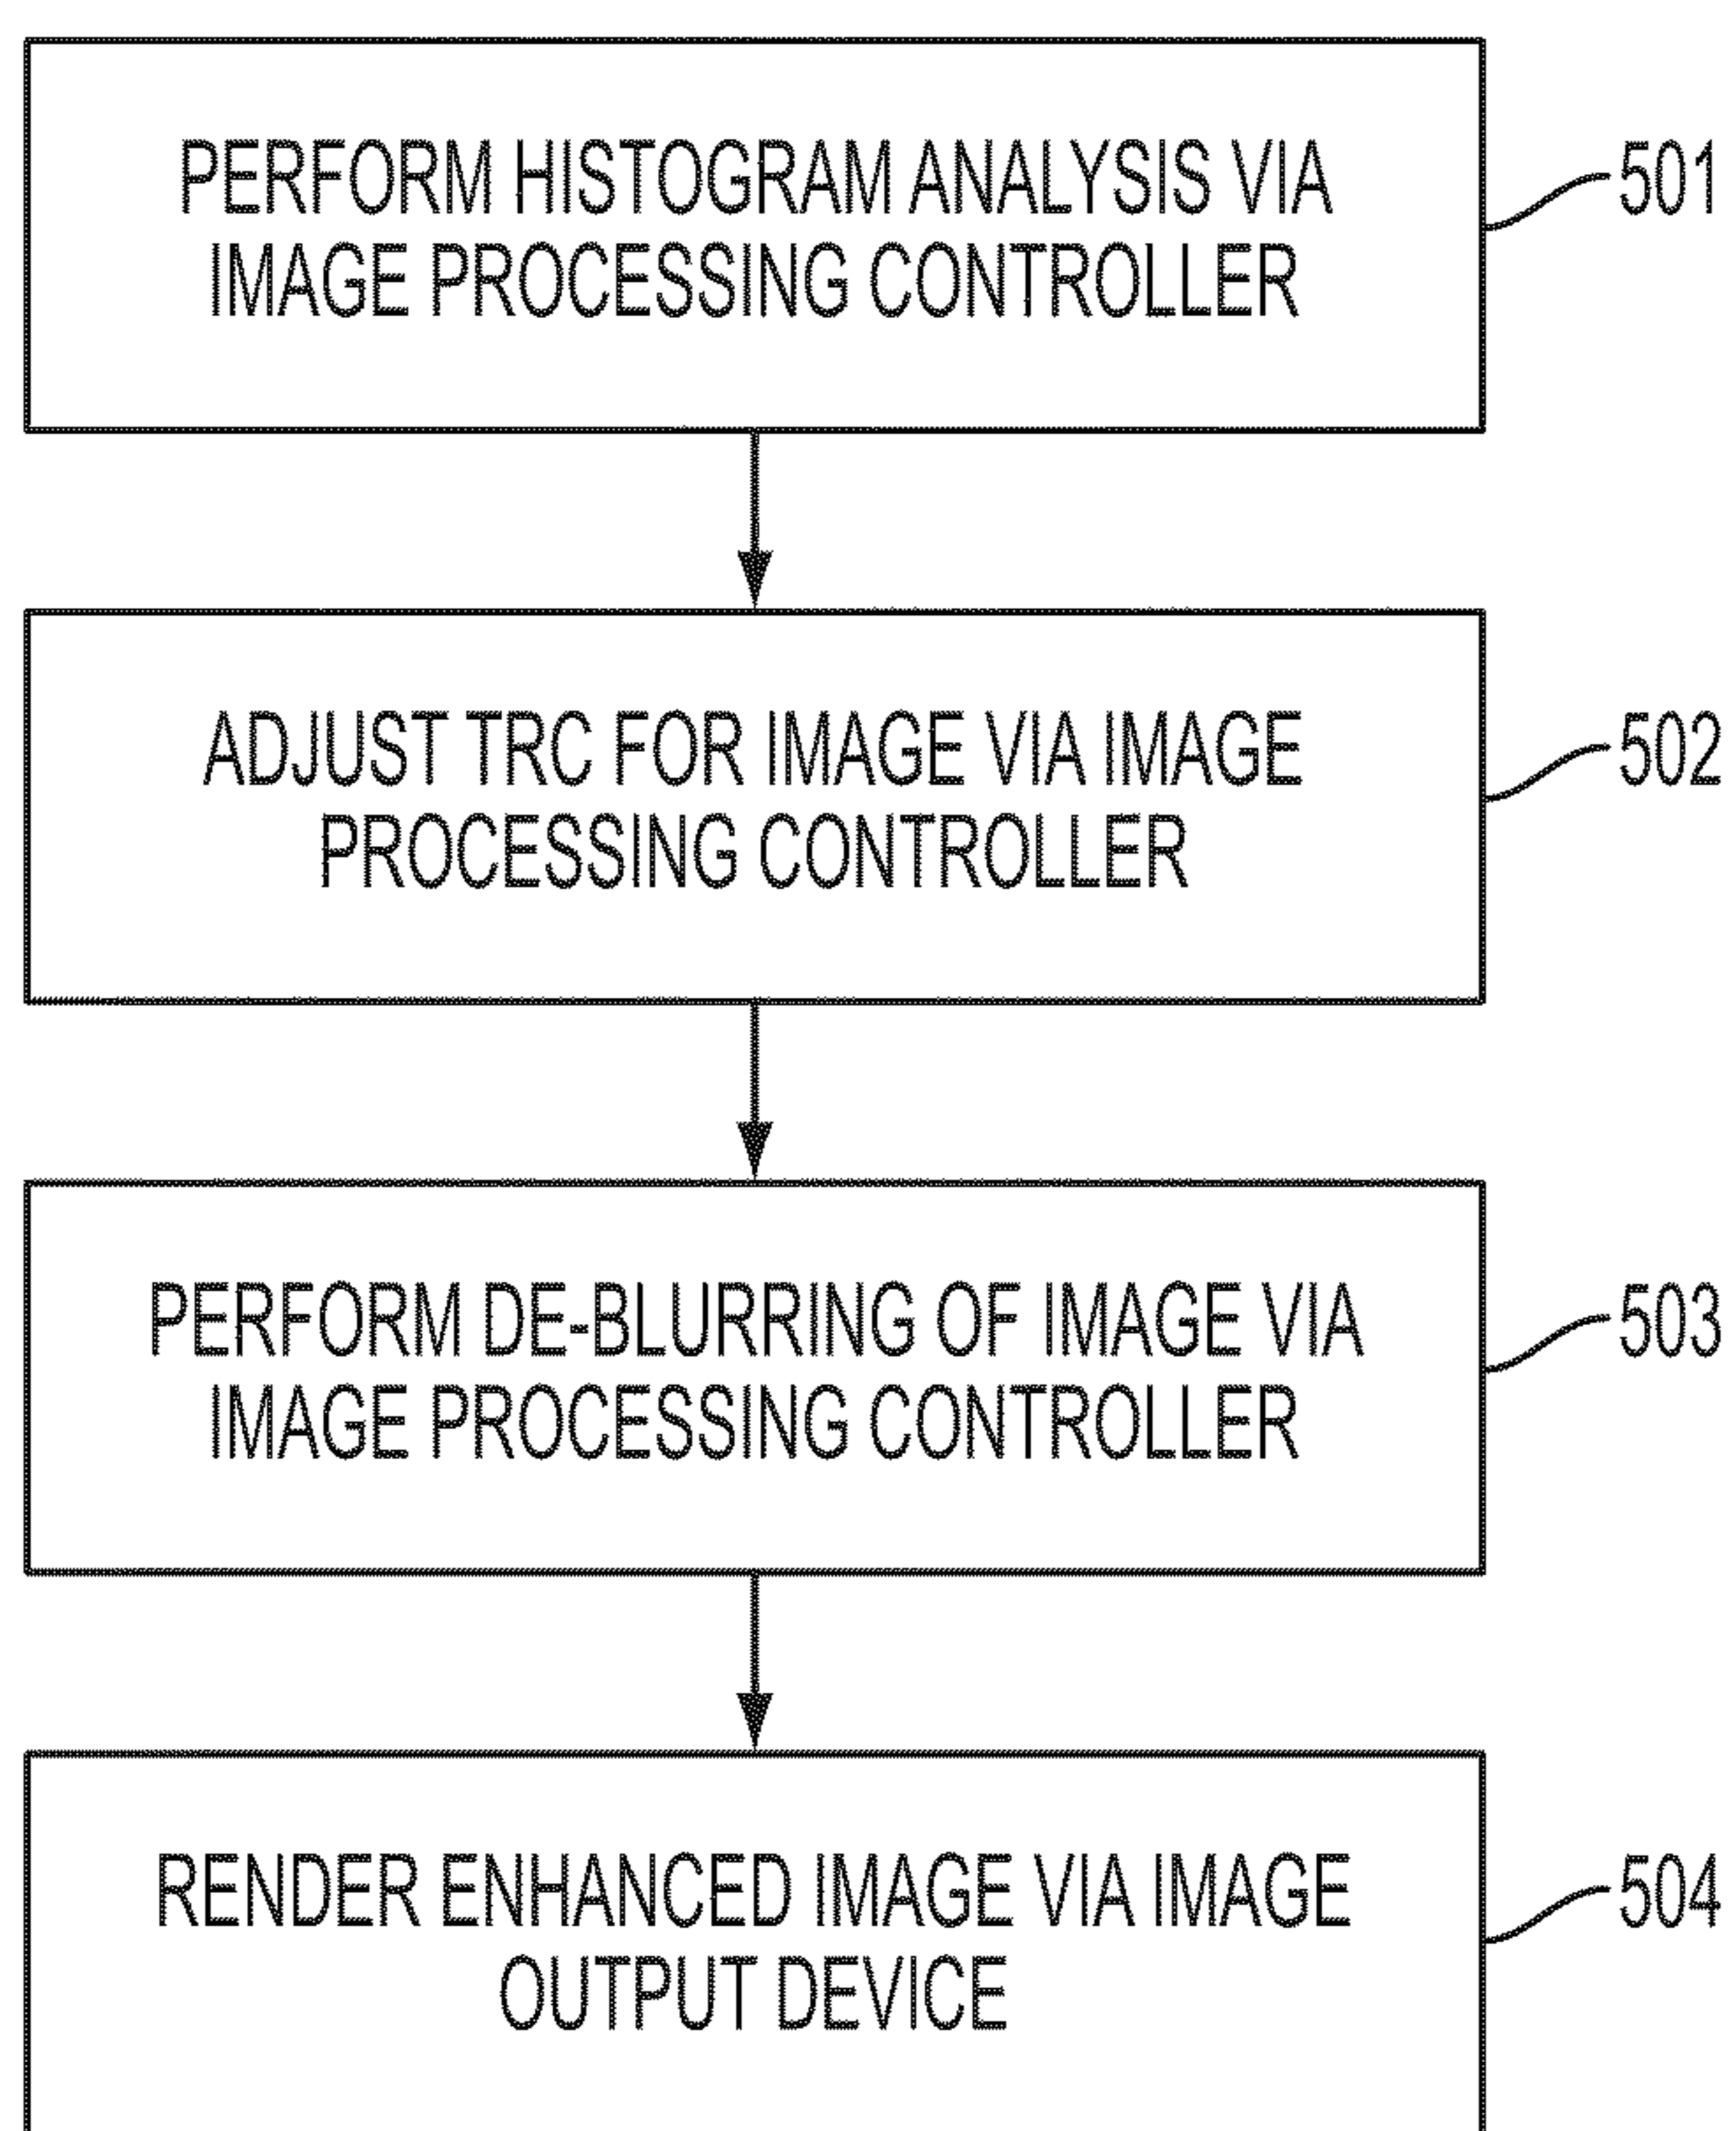 PERFORM HISTOGRAM ANALYSIS VIA
IMAGE PROCESSING CONTROLLER
501
ADJUST TRC FOR IMAGE VIA IMAGE
PROCESSING CONTROLLER
502
PERFORM DE-BLURRING OF IMAGE VIA
IMAGE PROCESSING CONTROLLER
503
RENDER ENHANCED IMAGE VIA IMAGE
OUTPUT DEVICE
504